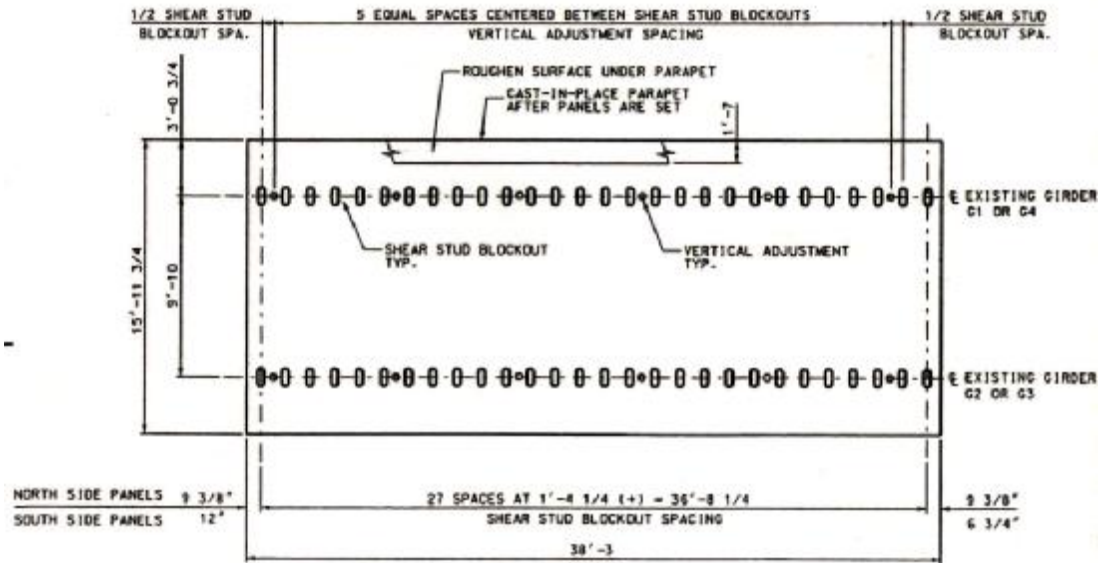 1/2 SHEAR STUD
BLOCKOUT SPA.
5 EQUAL SPACES CENTERED BETWEEN SHEAR STUD BLOCKOUTS
VERTICAL ADJUSTMENT SPACING
1/2 SHEAR STUD
BLOCKOUT SPA.
ROUGHEN SURFACE UNDER PARAPET
CAST-IN-PLACE PARAPET
AFTER PANELS ARE SET
3'-0 3/4
1'-7
℄ EXISTING GIRDER
G1 OR G4
SHEAR STUD BLOCKOUT
TYP.
VERTICAL ADJUSTMENT
TYP.
15'-11 3/4
9'-10
℄ EXISTING GIRDER
G2 OR G3
NORTH SIDE PANELS 9 3/8"
SOUTH SIDE PANELS 12"
27 SPACES AT 1'-4 1/4 (+) = 36'-8 1/4
SHEAR STUD BLOCKOUT SPACING
9 3/8"
6 3/4"
38'-3